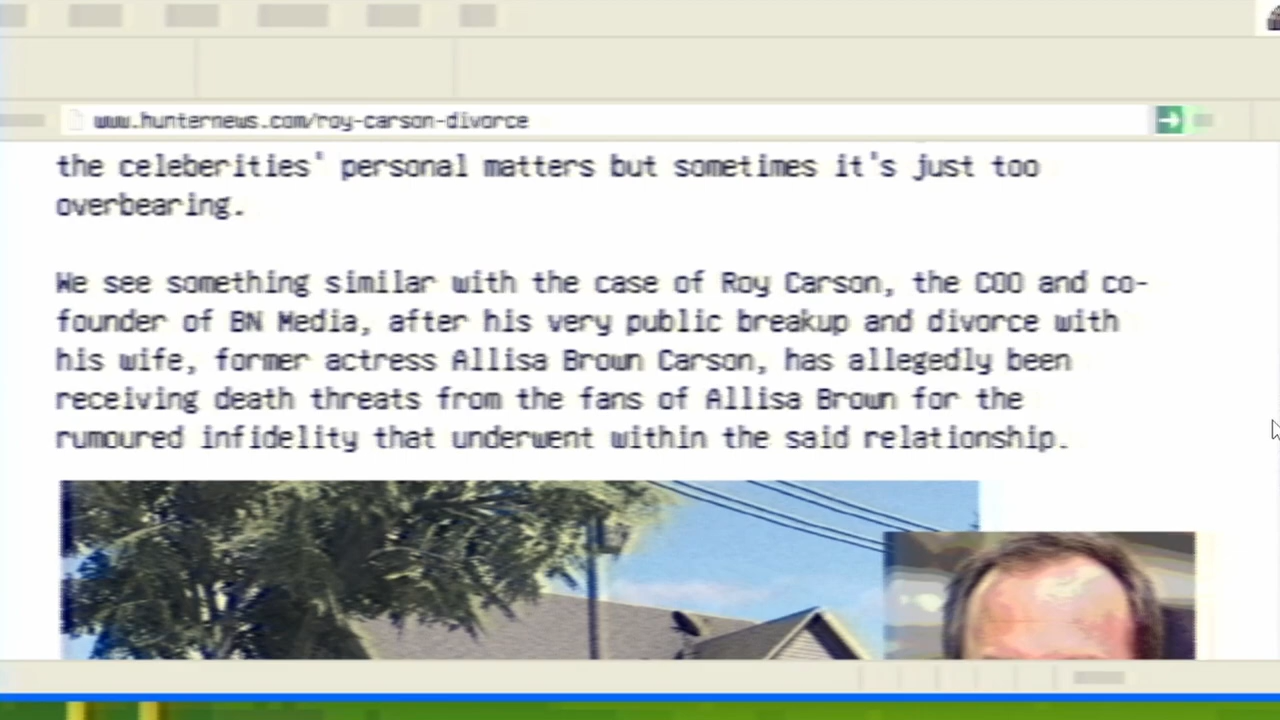 www.hunternews.com/roy-carson-divorce
the celeberities' personal matters but sometimes it's just too
overbearing.
We see something similar with the case of Roy Carson, the COO and co-
founder of BN Media, after his very public breakup and divorce with
his wife, former actress Allisa Brown Carson, has allegedly been
receiving death threats from the fans of Allisa Brown for the
rumoured infidelity that underwent within the said relationship.